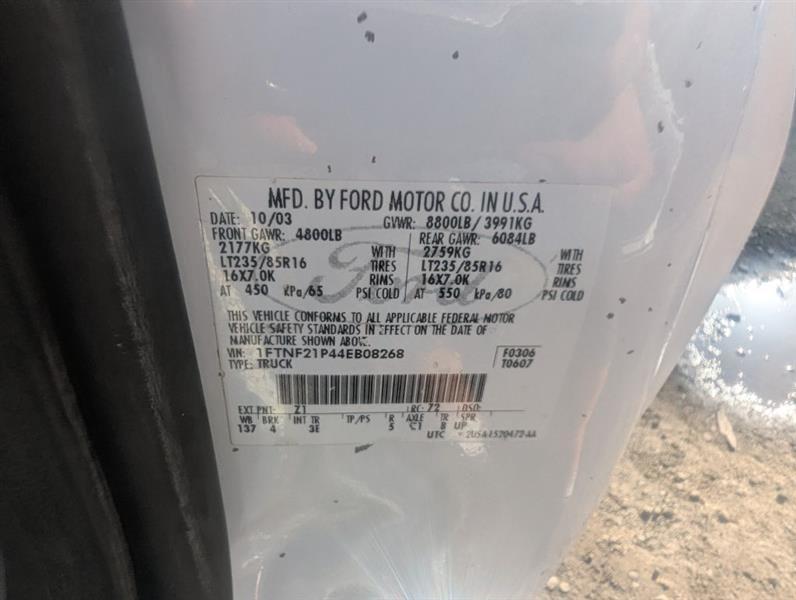 MFD. BY FORD MOTOR CO. IN U.S.A.
DATE: 10/03 GVWR: 8800LB/ 3991KG
FRONT GAWR: 4800LB REAR GAWR: 6084LB
2177KG WITH 2759KG WITH
LT235/85R16 TIRES LT235/85R16 TIRES
16X7.0K RIMS 16X7.0K RIMS
AT 450 kPa/65 PSI COLD AT 550 kPa/80 PSI COLD
Ford
THIS VEHICLE CONFORMS TO ALL APPLICABLE FEDERAL MOTOR
VEHICLE SAFETY STANDARDS IN EFFECT ON THE DATE OF
MANUFACTURE SHOWN ABOVE.
VIN: 1FTNF21P44EB08268 F0306
TYPE: TRUCK T0607
EXT PNT: Z1 RC: 72 DSO:
WB BRK INT TR TP/PS R AXLE TR SPR
137 4 3E 5 C1 B UP
UTC